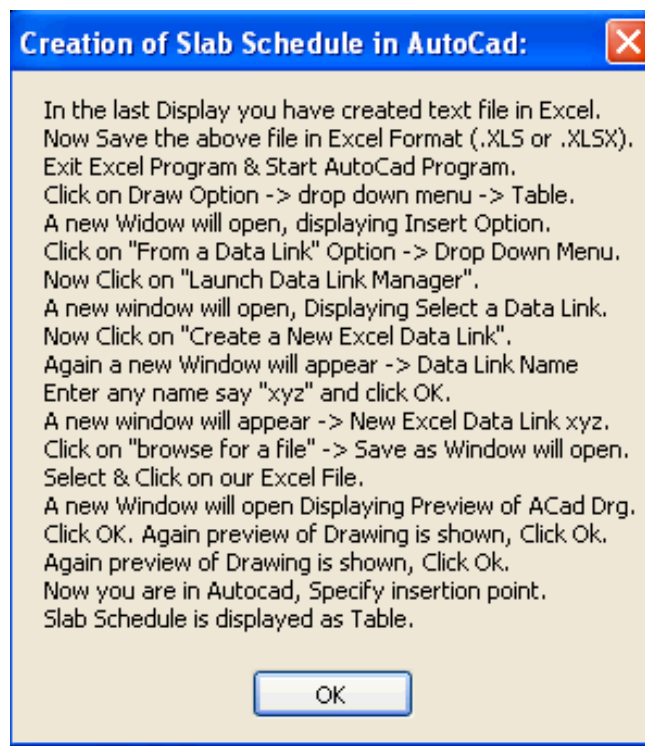 Creation of Slab Schedule in AutoCad:
In the last Display you have created text file in Excel.
Now Save the above file in Excel Format (.XLS or .XLSX).
Exit Excel Program & Start AutoCad Program.
Click on Draw Option -> drop down menu -> Table.
A new Widow will open, displaying Insert Option.
Click on "From a Data Link" Option -> Drop Down Menu.
Now Click on "Launch Data Link Manager".
A new window will open, Displaying Select a Data Link.
Now Click on "Create a New Excel Data Link".
Again a new Window will appear -> Data Link Name
Enter any name say "xyz" and click OK.
A new window will appear -> New Excel Data Link xyz.
Click on "browse for a file" -> Save as Window will open.
Select & Click on our Excel File.
A new Window will open Displaying Preview of ACad Drg.
Click OK. Again preview of Drawing is shown, Click Ok.
Again preview of Drawing is shown, Click Ok.
Now you are in Autocad, Specify insertion point.
Slab Schedule is displayed as Table.
OK